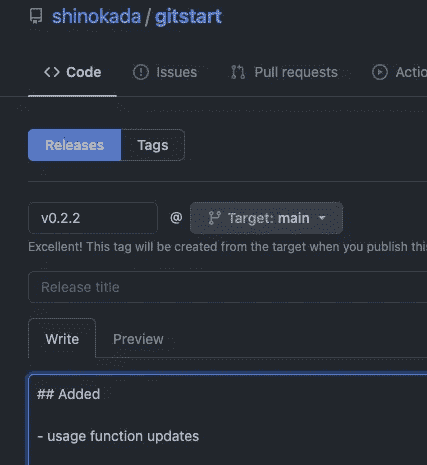 shinokada/gitstart
Code Issues Pull requests Actio
Releases Tags
v0.2.2 @ Target: main
Excellent! This tag will be created from the target when you publish this
Release title
Write Preview
## Added
- usage function updates